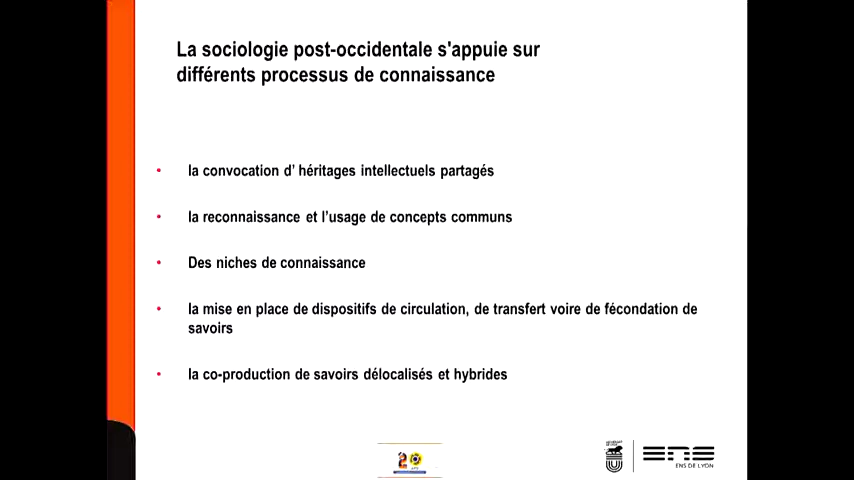 La sociologie post-occidentale s'appuie sur
différents processus de connaissance
• la convocation d' héritages intellectuels partagés
• la reconnaissance et l'usage de concepts communs
• Des niches de connaissance
• la mise en place de dispositifs de circulation, de transfert voire de fécondation de
savoirs
• la co-production de savoirs délocalisés et hybrides
ENS
ENS DE LYON